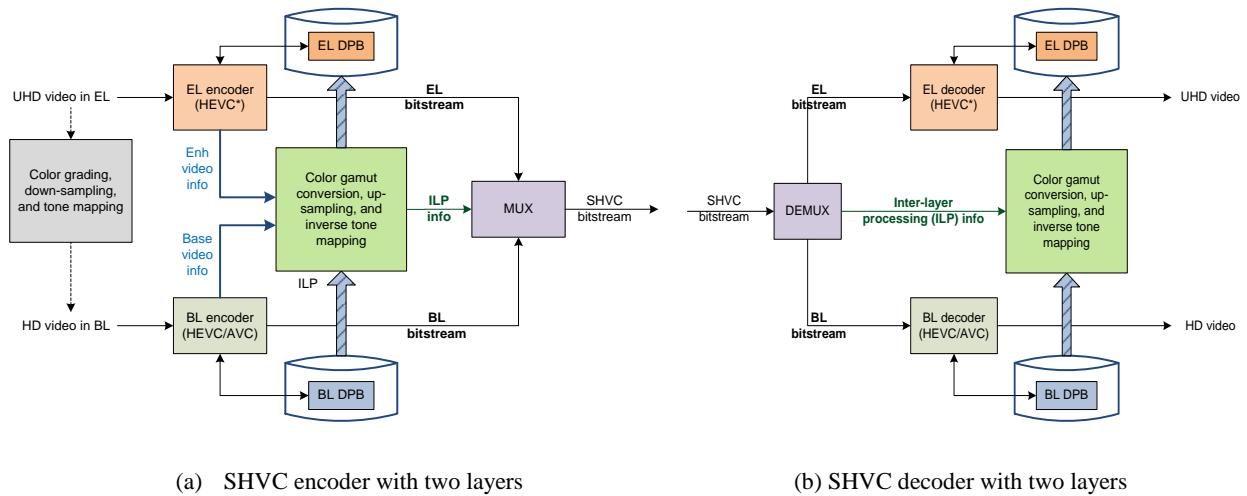 EL DPB
EL encoder
(HEVC*)
UHD video in EL
EL
bitstream
Color grading,
down-sampling,
and tone mapping
Enh
video
info
Color gamut
conversion, up-
sampling, and
inverse tone
mapping
ILP
info
MUX
SHVC
bitstream
Base
video
info
ILP
HD video in BL
BL encoder
(HEVC/AVC)
BL
bitstream
BL DPB
(a) SHVC encoder with two layers
EL DPB
EL
bitstream
EL decoder
(HEVC*)
UHD video
SHVC
bitstream
DEMUX
Inter-layer
processing (ILP) info
Color gamut
conversion, up-
sampling, and
inverse tone
mapping
BL
bitstream
BL decoder
(HEVC/AVC)
HD video
BL DPB
(b) SHVC decoder with two layers